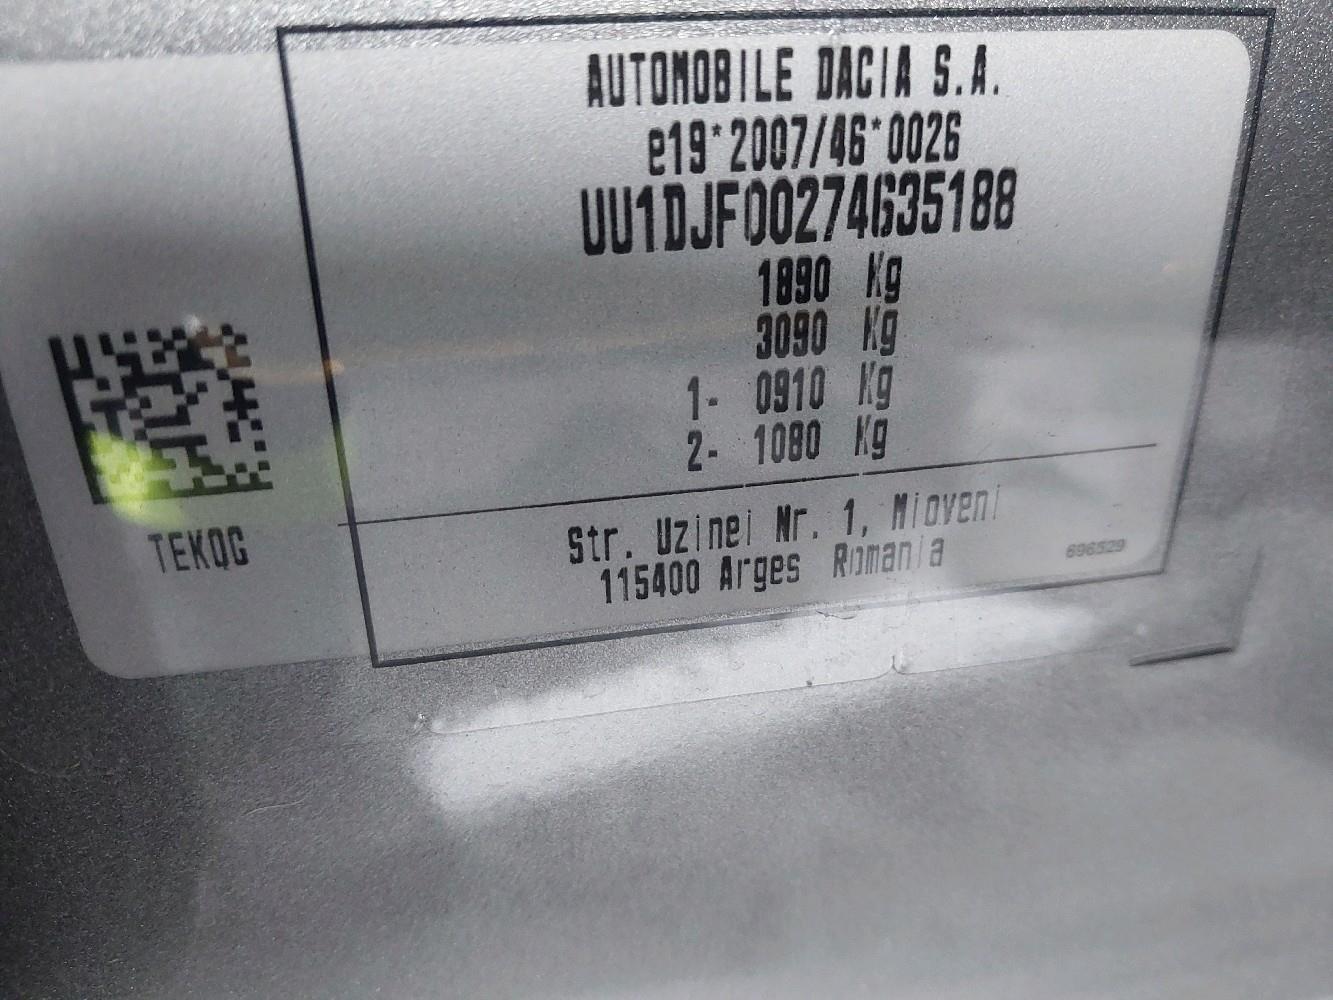 AUTOMOBILE DACIA S.A.
e19*2007/46*0026
UU1DJF00274635188
1890 Kg
3090 Kg
1- 0910 Kg
2- 1080 Kg
TEKQG
Str. Uzinei Nr. 1, Mioveni
115400 Arges Romania
696529